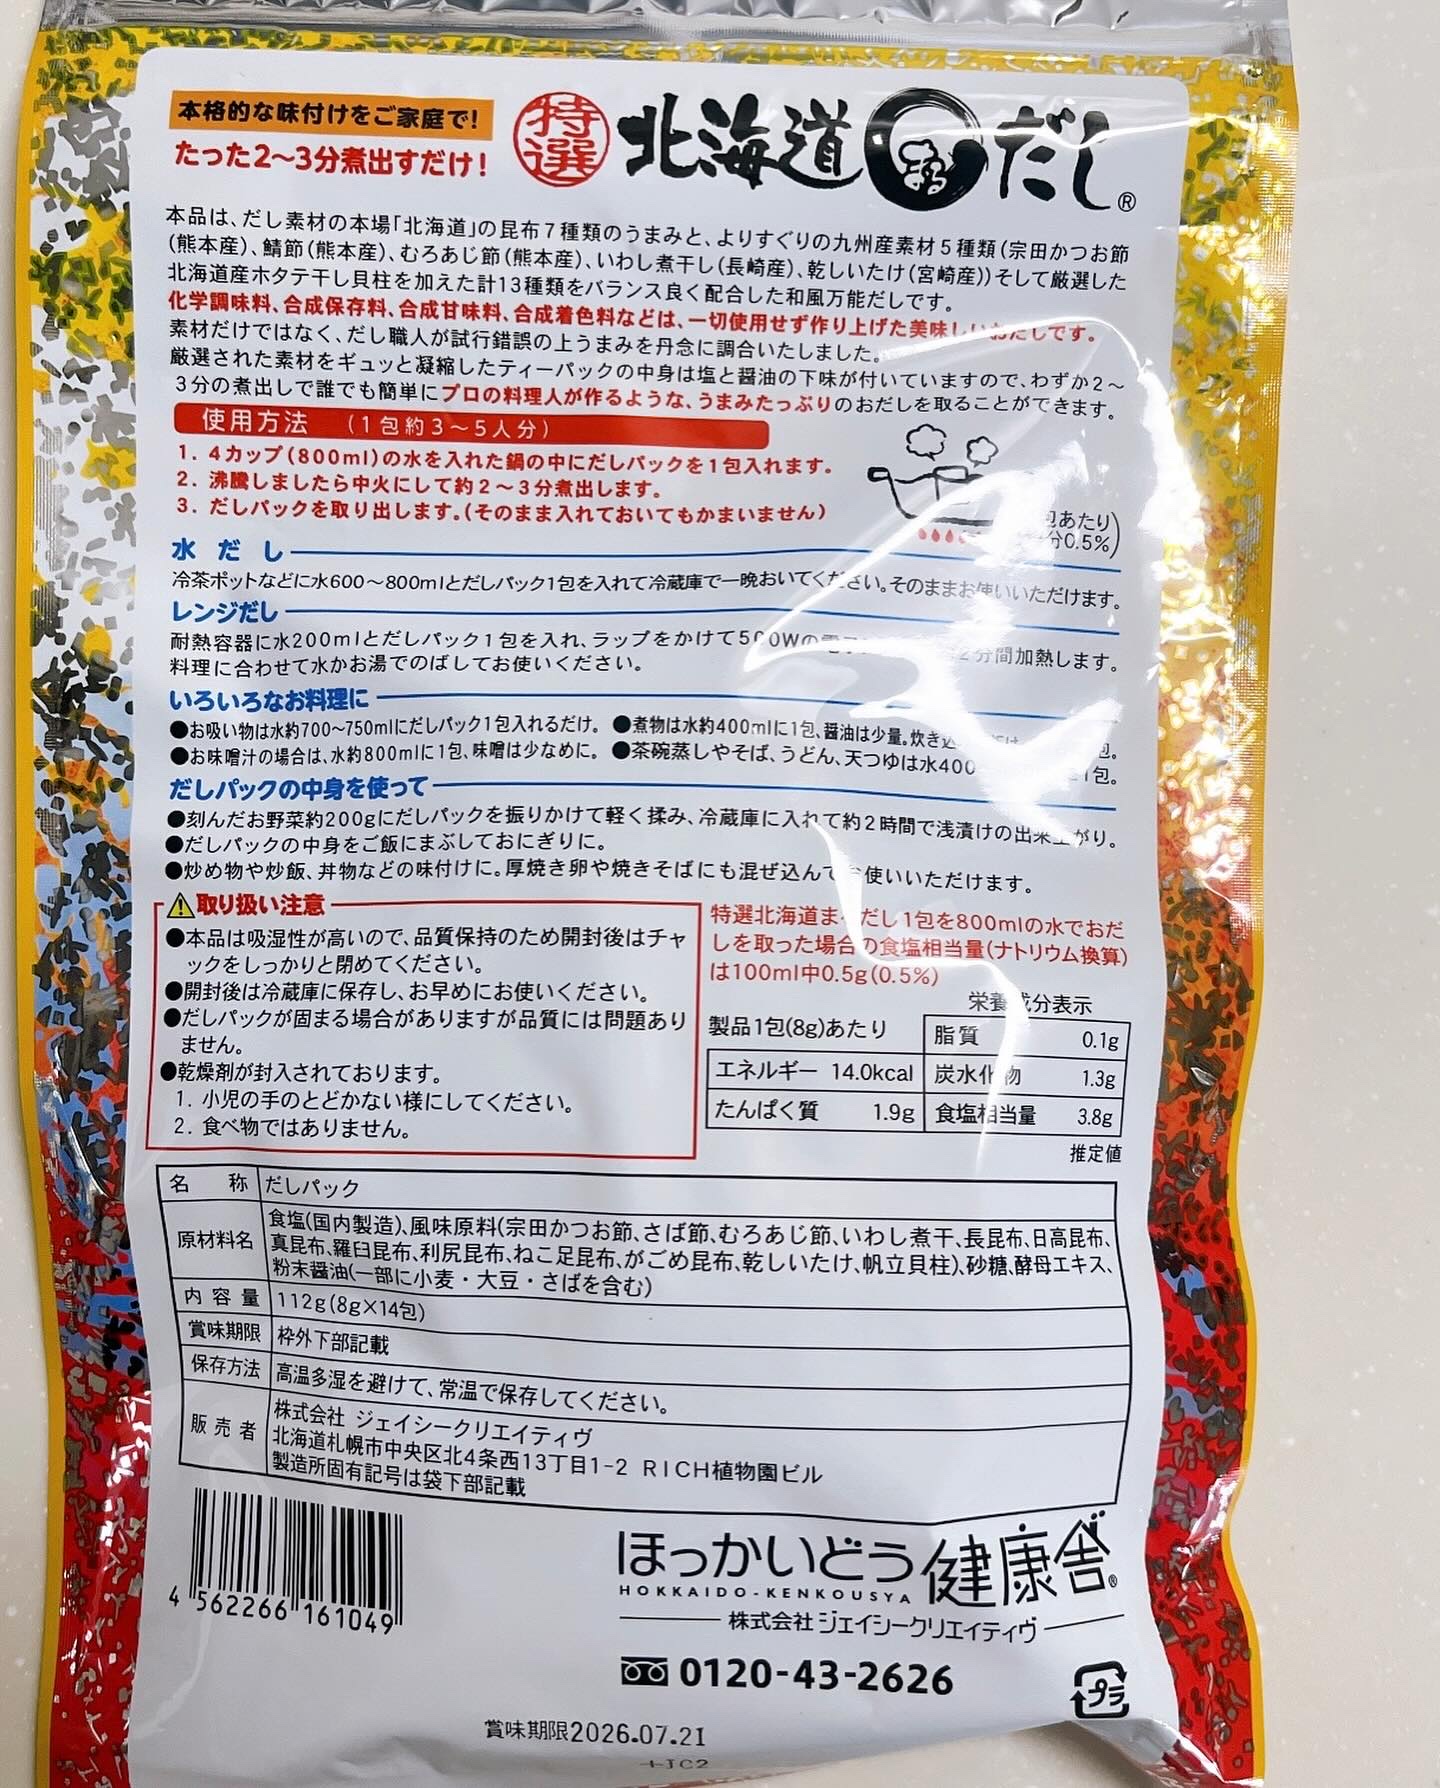 本格的な味付けをご家庭で!
たった2〜3分煮出すだけ!
特選
北海道まるだし®
本品は、だし素材の本場「北海道」の昆布7種類のうまみと、よりすぐりの九州産素材5種類(宗田かつお節
(熊本産)、鯖節(熊本産)、むろあじ節(熊本産)、いわし煮干し(長崎産)、乾しいたけ(宮崎産))そして厳選した
北海道産ホタテ干し貝柱を加えた計13種類をバランス良く配合した和風万能だしです。
化学調味料、合成保存料、合成甘味料、合成着色料などは、一切使用せず作り上げた美味しいおだしです。
素材だけではなく、だし職人が試行錯誤の上うまみを丹念に調合いたしました。
厳選された素材をギュッと凝縮したティーパックの中身は塩と醤油の下味が付いていますので、わずか2〜
3分の煮出しで誰でも簡単にプロの料理人が作るような、うまみたっぷりのおだしを取ることができます。
使用方法 (1包約3〜5人分)
1. 4カップ(800ml)の水を入れた鍋の中にだしパックを1包入れます。
2. 沸騰しましたら中火にして約2〜3分煮出します。
3. だしパックを取り出します。(そのまま入れておいてもかまいません)
包あたり)
分0.5%)
水だし
冷茶ポットなどに水600〜800mlとだしパック1包を入れて冷蔵庫で一晩おいてください。そのままお使いいただけます。
レンジだし
耐熱容器に水200mlとだしパック1包を入れ、ラップをかけて500Wの 2分間加熱します。
料理に合わせて水かお湯でのばしてお使いください。
いろいろなお料理に
●お吸い物は水約700〜750mlにだしパック1包入れるだけ。 ●煮物は水約400mlに1包、醤油は少量。炊き込 包。
●お味噌汁の場合は、水約800mlに1包、味噌は少なめに。 ●茶碗蒸しやそば、うどん、天つゆは水400 1包。
だしパックの中身を使って
●刻んだお野菜約200gにだしパックを振りかけて軽く揉み、冷蔵庫に入れて約2時間で浅漬けの出来上がり。
●だしパックの中身をご飯にまぶしておにぎりに。
●炒め物や炒飯、丼物などの味付けに。厚焼き卵や焼きそばにも混ぜ込んでお使いいただけます。
取り扱い注意
●本品は吸湿性が高いので、品質保持のため開封後はチャ
ックをしっかりと閉めてください。
●開封後は冷蔵庫に保存し、お早めにお使いください。
●だしパックが固まる場合がありますが品質には問題あり
ません。
●乾燥剤が封入されております。
1. 小児の手のとどかない様にしてください。
2. 食べ物ではありません。
特選北海道まるだし1包を800mlの水でおだ
しを取った場合の食塩相当量(ナトリウム換算)
は100ml中0.5g(0.5%)
栄養成分表示
製品1包(8g)あたり 脂質 0.1g
エネルギー 14.0kcal 炭水化物 1.3g
たんぱく質 1.9g 食塩相当量 3.8g
推定値
名称 だしパック
原材料名 食塩(国内製造)、風味原料(宗田かつお節、さば節、むろあじ節、いわし煮干、長昆布、日高昆布、
真昆布、羅臼昆布、利尻昆布、ねこ足昆布、がごめ昆布、乾しいたけ、帆立貝柱)、砂糖、酵母エキス、
粉末醤油(一部に小麦・大豆・さばを含む)
内容量 112g(8g×14包)
賞味期限 枠外下部記載
保存方法 高温多湿を避けて、常温で保存してください。
販売者 株式会社 ジェイシークリエイティヴ
北海道札幌市中央区北4条西13丁目1-2 RICH植物園ビル
製造所固有記号は袋下部記載
4 562266 161049
ほっかいどう健康舎®
HOKKAIDO-KENKOUSYA
株式会社 ジェイシークリエイティヴ
0120-43-2626
プラ
賞味期限2026.07.21
+JC2